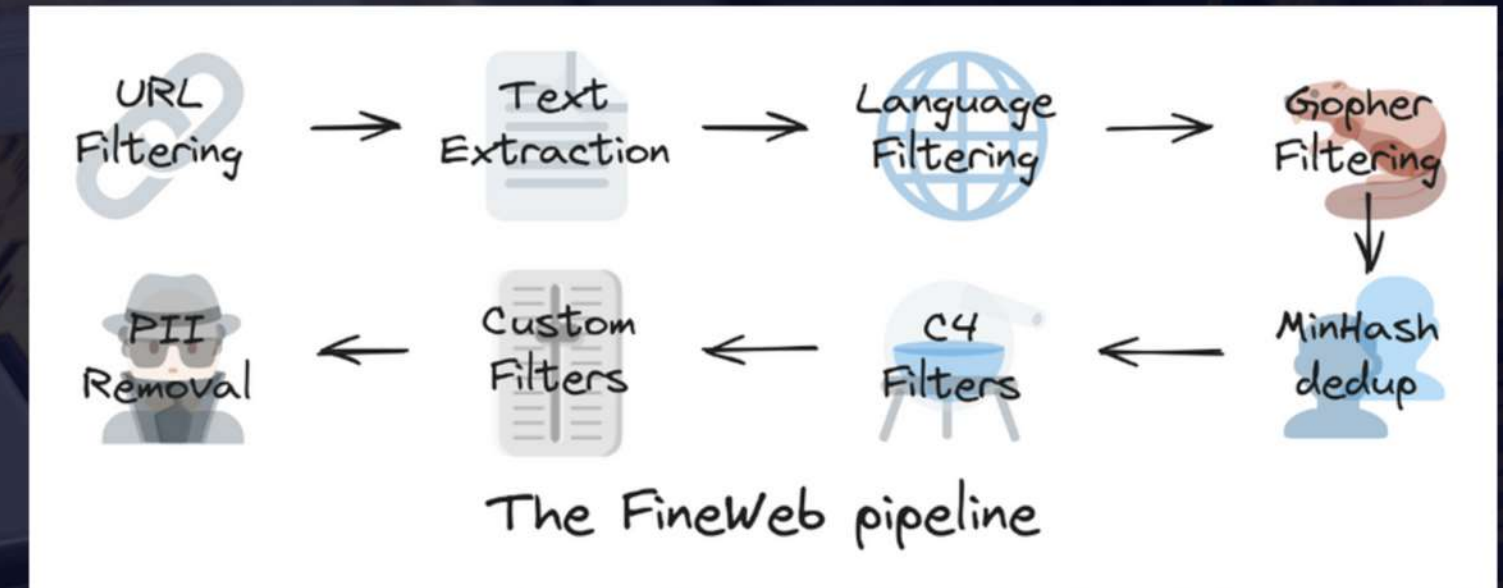 URL
Filtering
Text
Extraction
Language
Filtering
Gopher
Filtering
MinHash
dedup
C4
Filters
Custom
Filters
PII
Removal
The FineWeb pipeline